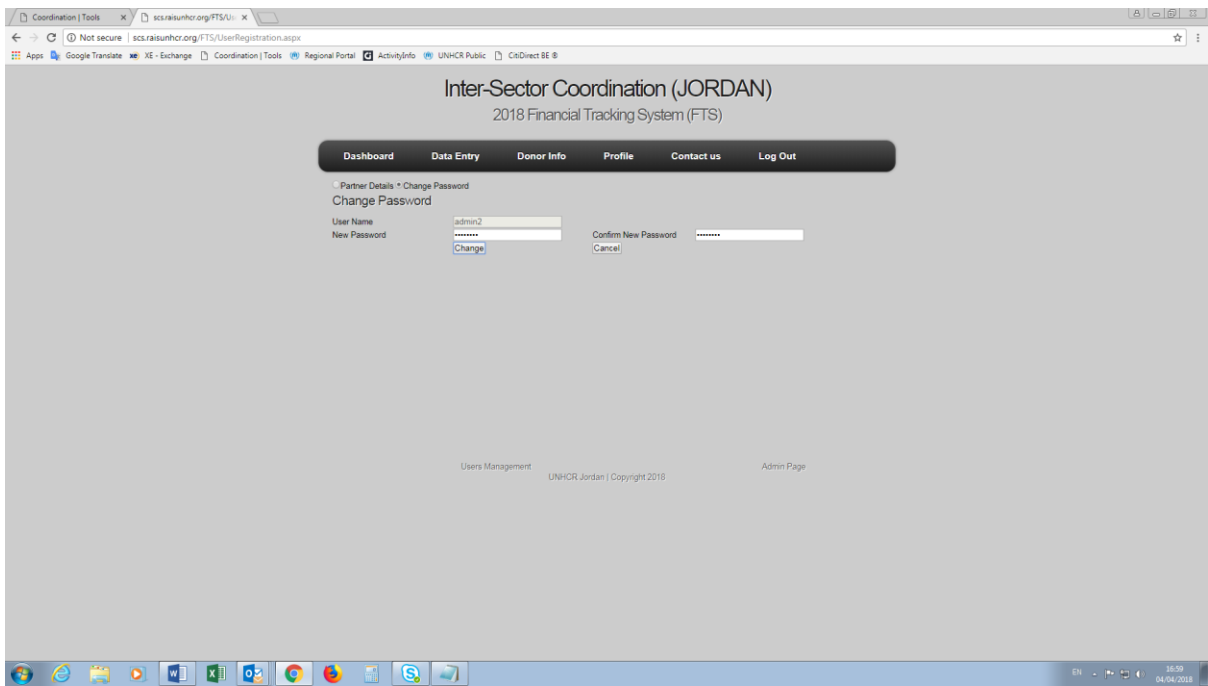 Coordination | Tools scs.raisunhcr.org/FTS/Us
Not secure scs.raisunhcr.org/FTS/UserRegistration.aspx
Apps Google Translate XE - Exchange Coordination | Tools Regional Portal ActivityInfo UNHCR Public CitiDirect BE ®
Inter-Sector Coordination (JORDAN)
2018 Financial Tracking System (FTS)
Dashboard Data Entry Donor Info Profile Contact us Log Out
Partner Details Change Password
Change Password
User Name admin2
New Password •••••••• Confirm New Password ••••••••
Change Cancel
Users Management Admin Page
UNHCR Jordan | Copyright 2018
EN 16:59
04/04/2018